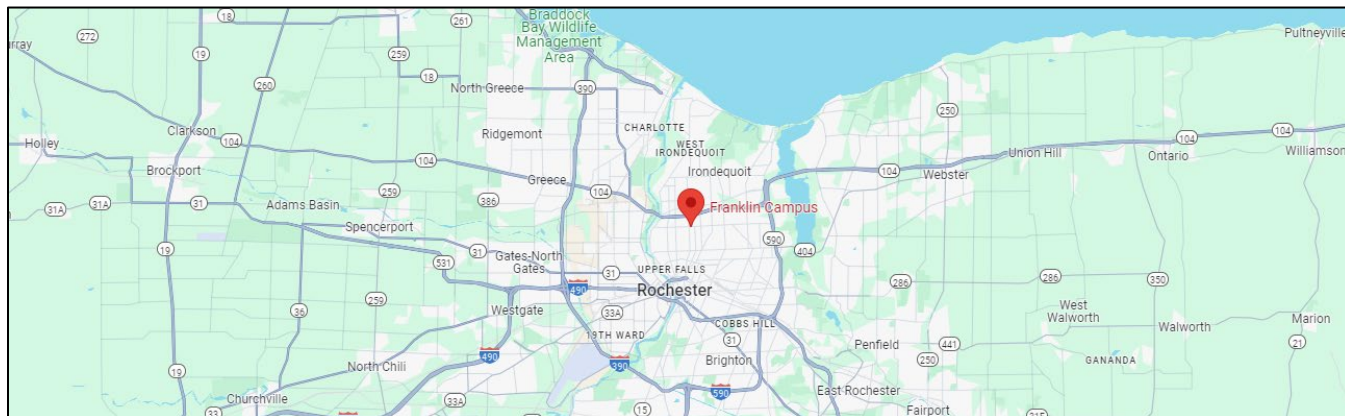 18
261
Braddock
Bay Wildlife
Management
Area
Pultneyville
272
19
259
260
18
North Greece
390
250
Clarkson
Ridgemont
CHARLOTTE
WEST
IRONDEQUOIT
104
104
Holley
104
104
Union Hill
Ontario
Williamson
Brockport
Greece
Irondequoit
104
Webster
259
104
31A
31A
31
Adams Basin
386
Franklin Campus
Spencerport
590
404
19
531
31
Gates-North
Gates
31
UPPER FALLS
286
286
350
490
Rochester
259
36
Westgate
33A
COBBS HILL
West
Walworth
Walworth
Marion
19TH WARD
31
441
Penfield
21
490
390
Brighton
250
GANANDA
19
North Chili
590
East Rochester
Churchville
33
33A
15
Fairport